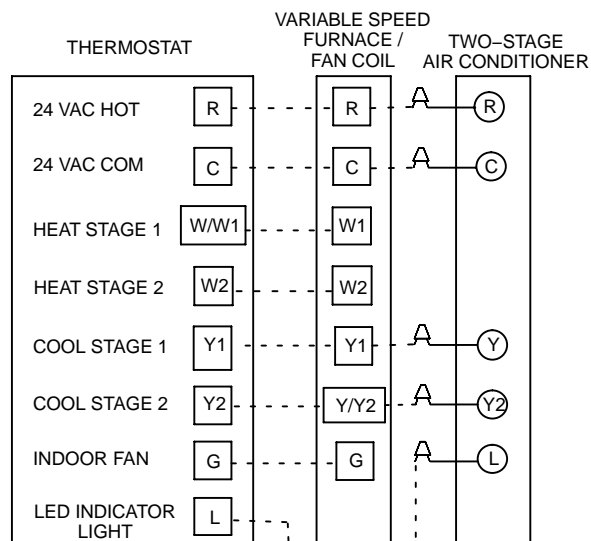 THERMOSTAT
VARIABLE SPEED
FURNACE /
FAN COIL
TWO–STAGE
AIR CONDITIONER
24 VAC HOT R R R
24 VAC COM C C C
HEAT STAGE 1 W/W1 W1
HEAT STAGE 2 W2 W2
COOL STAGE 1 Y1 Y1 Y
COOL STAGE 2 Y2 Y/Y2 Y2
INDOOR FAN G G L
LED INDICATOR
LIGHT
L